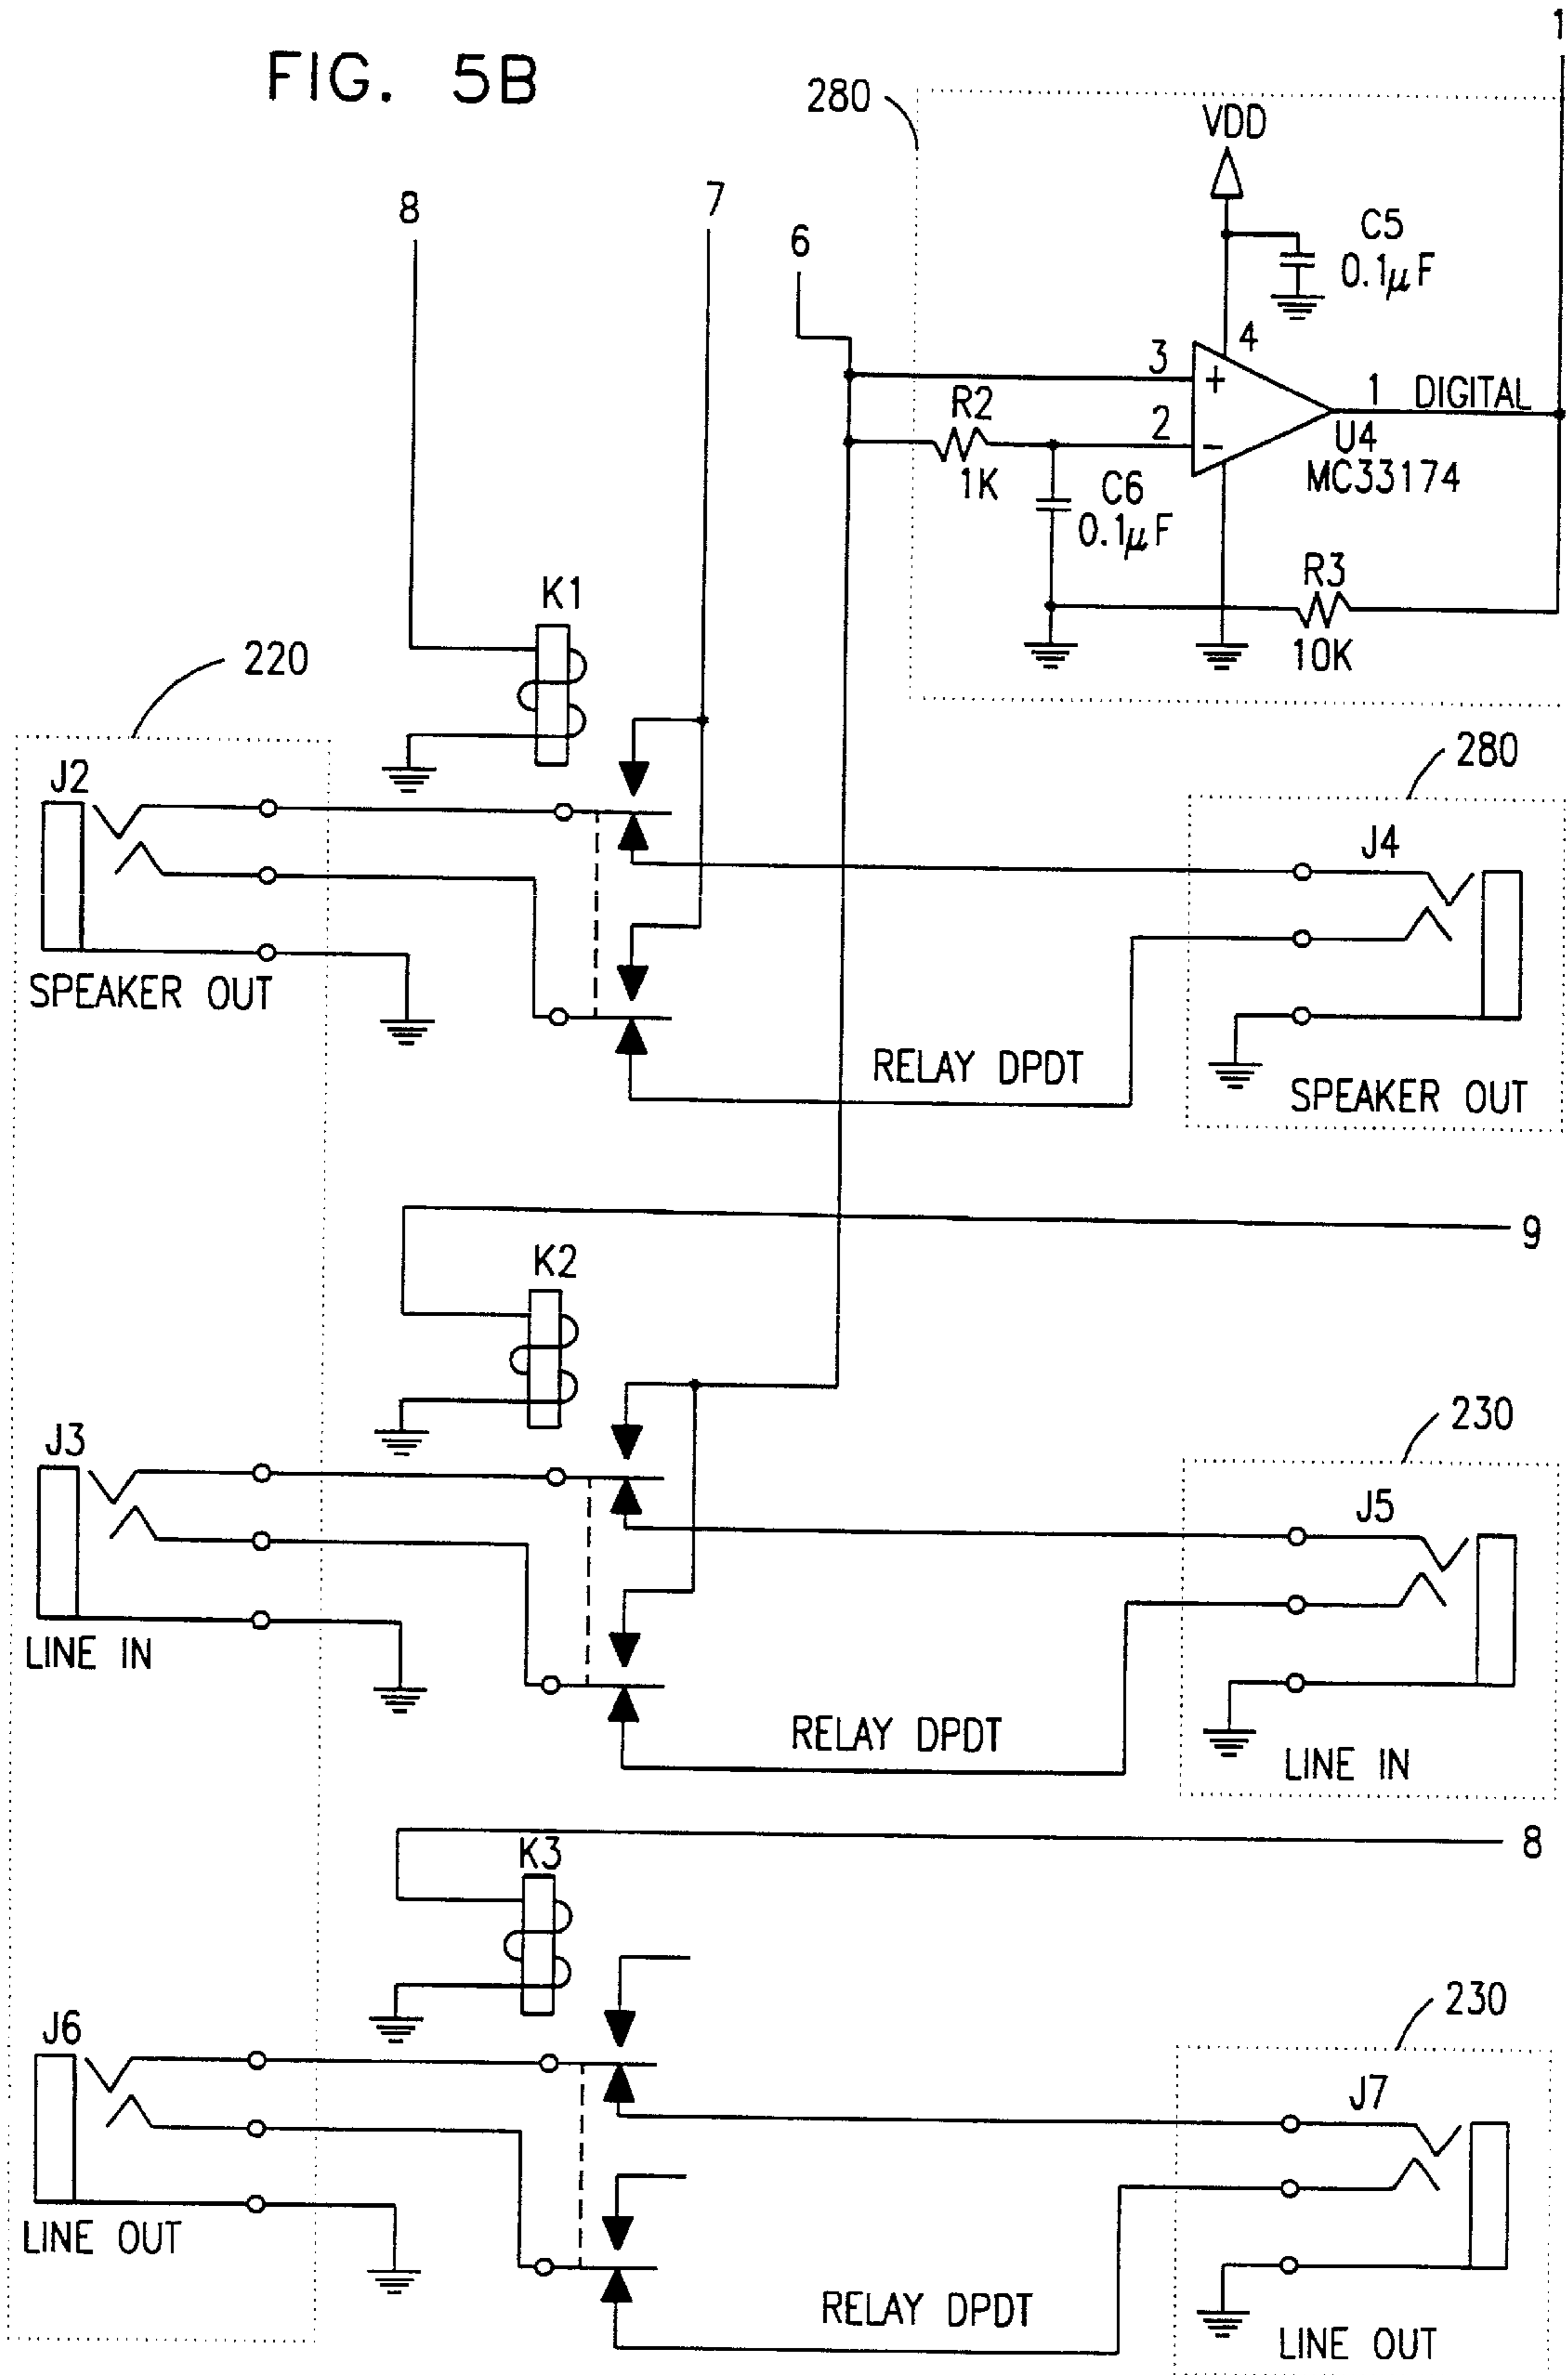 1
FIG. 5B
280
VDD
8
7
6
C5
0.1μF
4
3
+
R2
2
−
1 DIGITAL
U4
MC33174
1K
C6
0.1μF
R3
10K
K1
220
280
J2
J4
SPEAKER OUT
RELAY DPDT
SPEAKER OUT
9
K2
230
J3
J5
LINE IN
RELAY DPDT
LINE IN
8
K3
230
J6
J7
LINE OUT
RELAY DPDT
LINE OUT